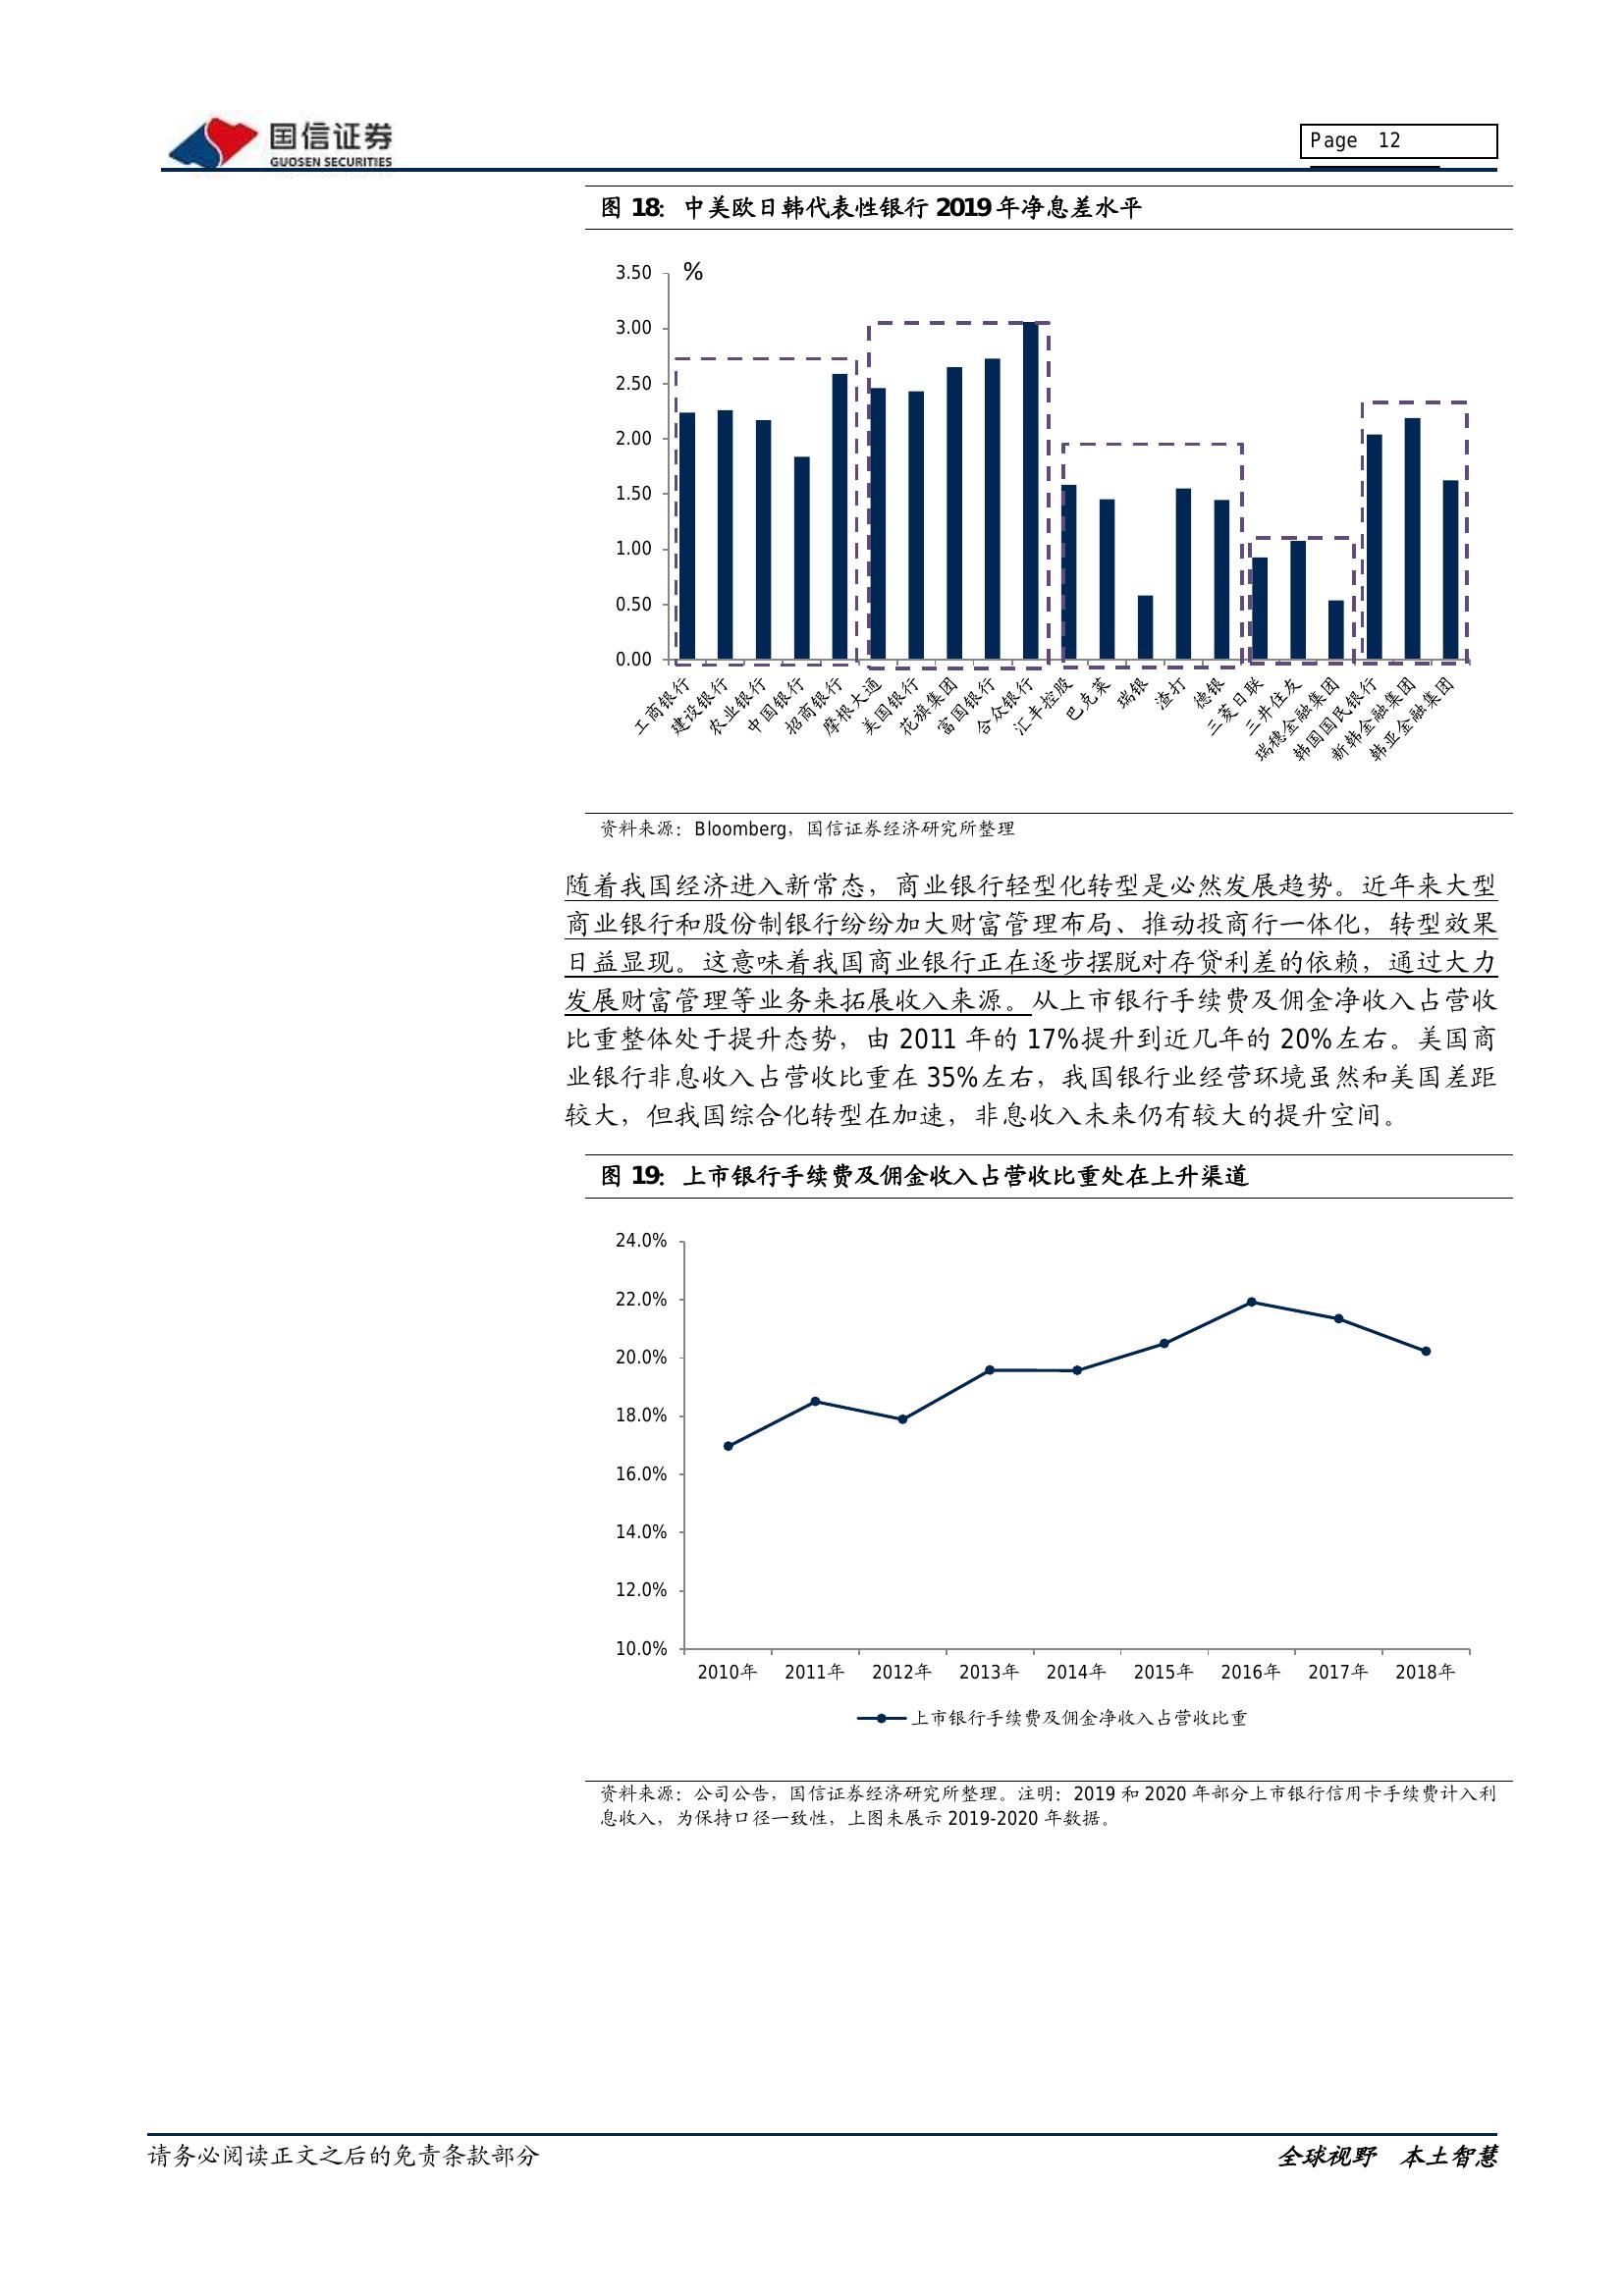 国信证券
GUOSEN SECURITIES
Page 12
图 18：中美欧日韩代表性银行 2019 年净息差水平
%
3.50
3.00
2.50
2.00
1.50
1.00
0.50
0.00
工商银行
建设银行
农业银行
中国银行
招商银行
摩根大通
美国银行
花旗集团
富国银行
合众银行
汇丰控股
巴克莱
瑞银
渣打
德银
三菱日联
三井住友
瑞穗金融集团
韩国国民银行
新韩金融集团
韩亚金融集团
资料来源：Bloomberg，国信证券经济研究所整理
随着我国经济进入新常态，商业银行轻型化转型是必然发展趋势。近年来大型
商业银行和股份制银行纷纷加大财富管理布局、推动投商行一体化，转型效果
日益显现。这意味着我国商业银行正在逐步摆脱对存贷利差的依赖，通过大力
发展财富管理等业务来拓展收入来源。从上市银行手续费及佣金净收入占营收
比重整体处于提升态势，由 2011 年的 17%提升到近几年的 20%左右。美国商
业银行非息收入占营收比重在 35%左右，我国银行业经营环境虽然和美国差距
较大，但我国综合化转型在加速，非息收入未来仍有较大的提升空间。
图 19：上市银行手续费及佣金收入占营收比重处在上升渠道
24.0%
22.0%
20.0%
18.0%
16.0%
14.0%
12.0%
10.0%
2010年 2011年 2012年 2013年 2014年 2015年 2016年 2017年 2018年
上市银行手续费及佣金净收入占营收比重
资料来源：公司公告，国信证券经济研究所整理。注明：2019 和 2020 年部分上市银行信用卡手续费计入利
息收入，为保持口径一致性，上图未展示 2019-2020 年数据。
请务必阅读正文之后的免责条款部分
全球视野 本土智慧